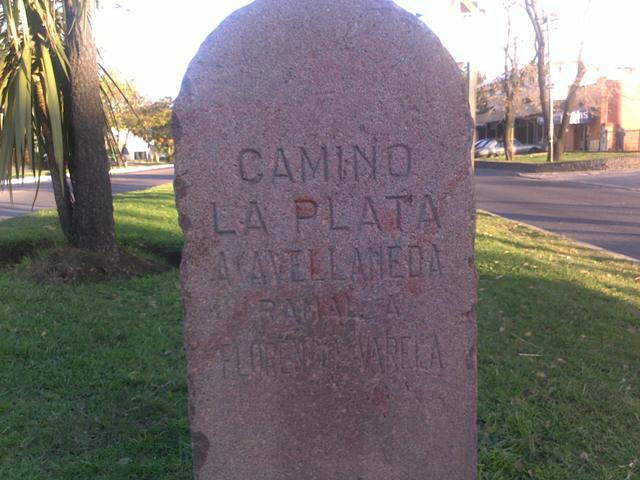 CAMINO
LA PLATA
A AVELLANEDA
RAMAL A
FLORENCIO VARELA